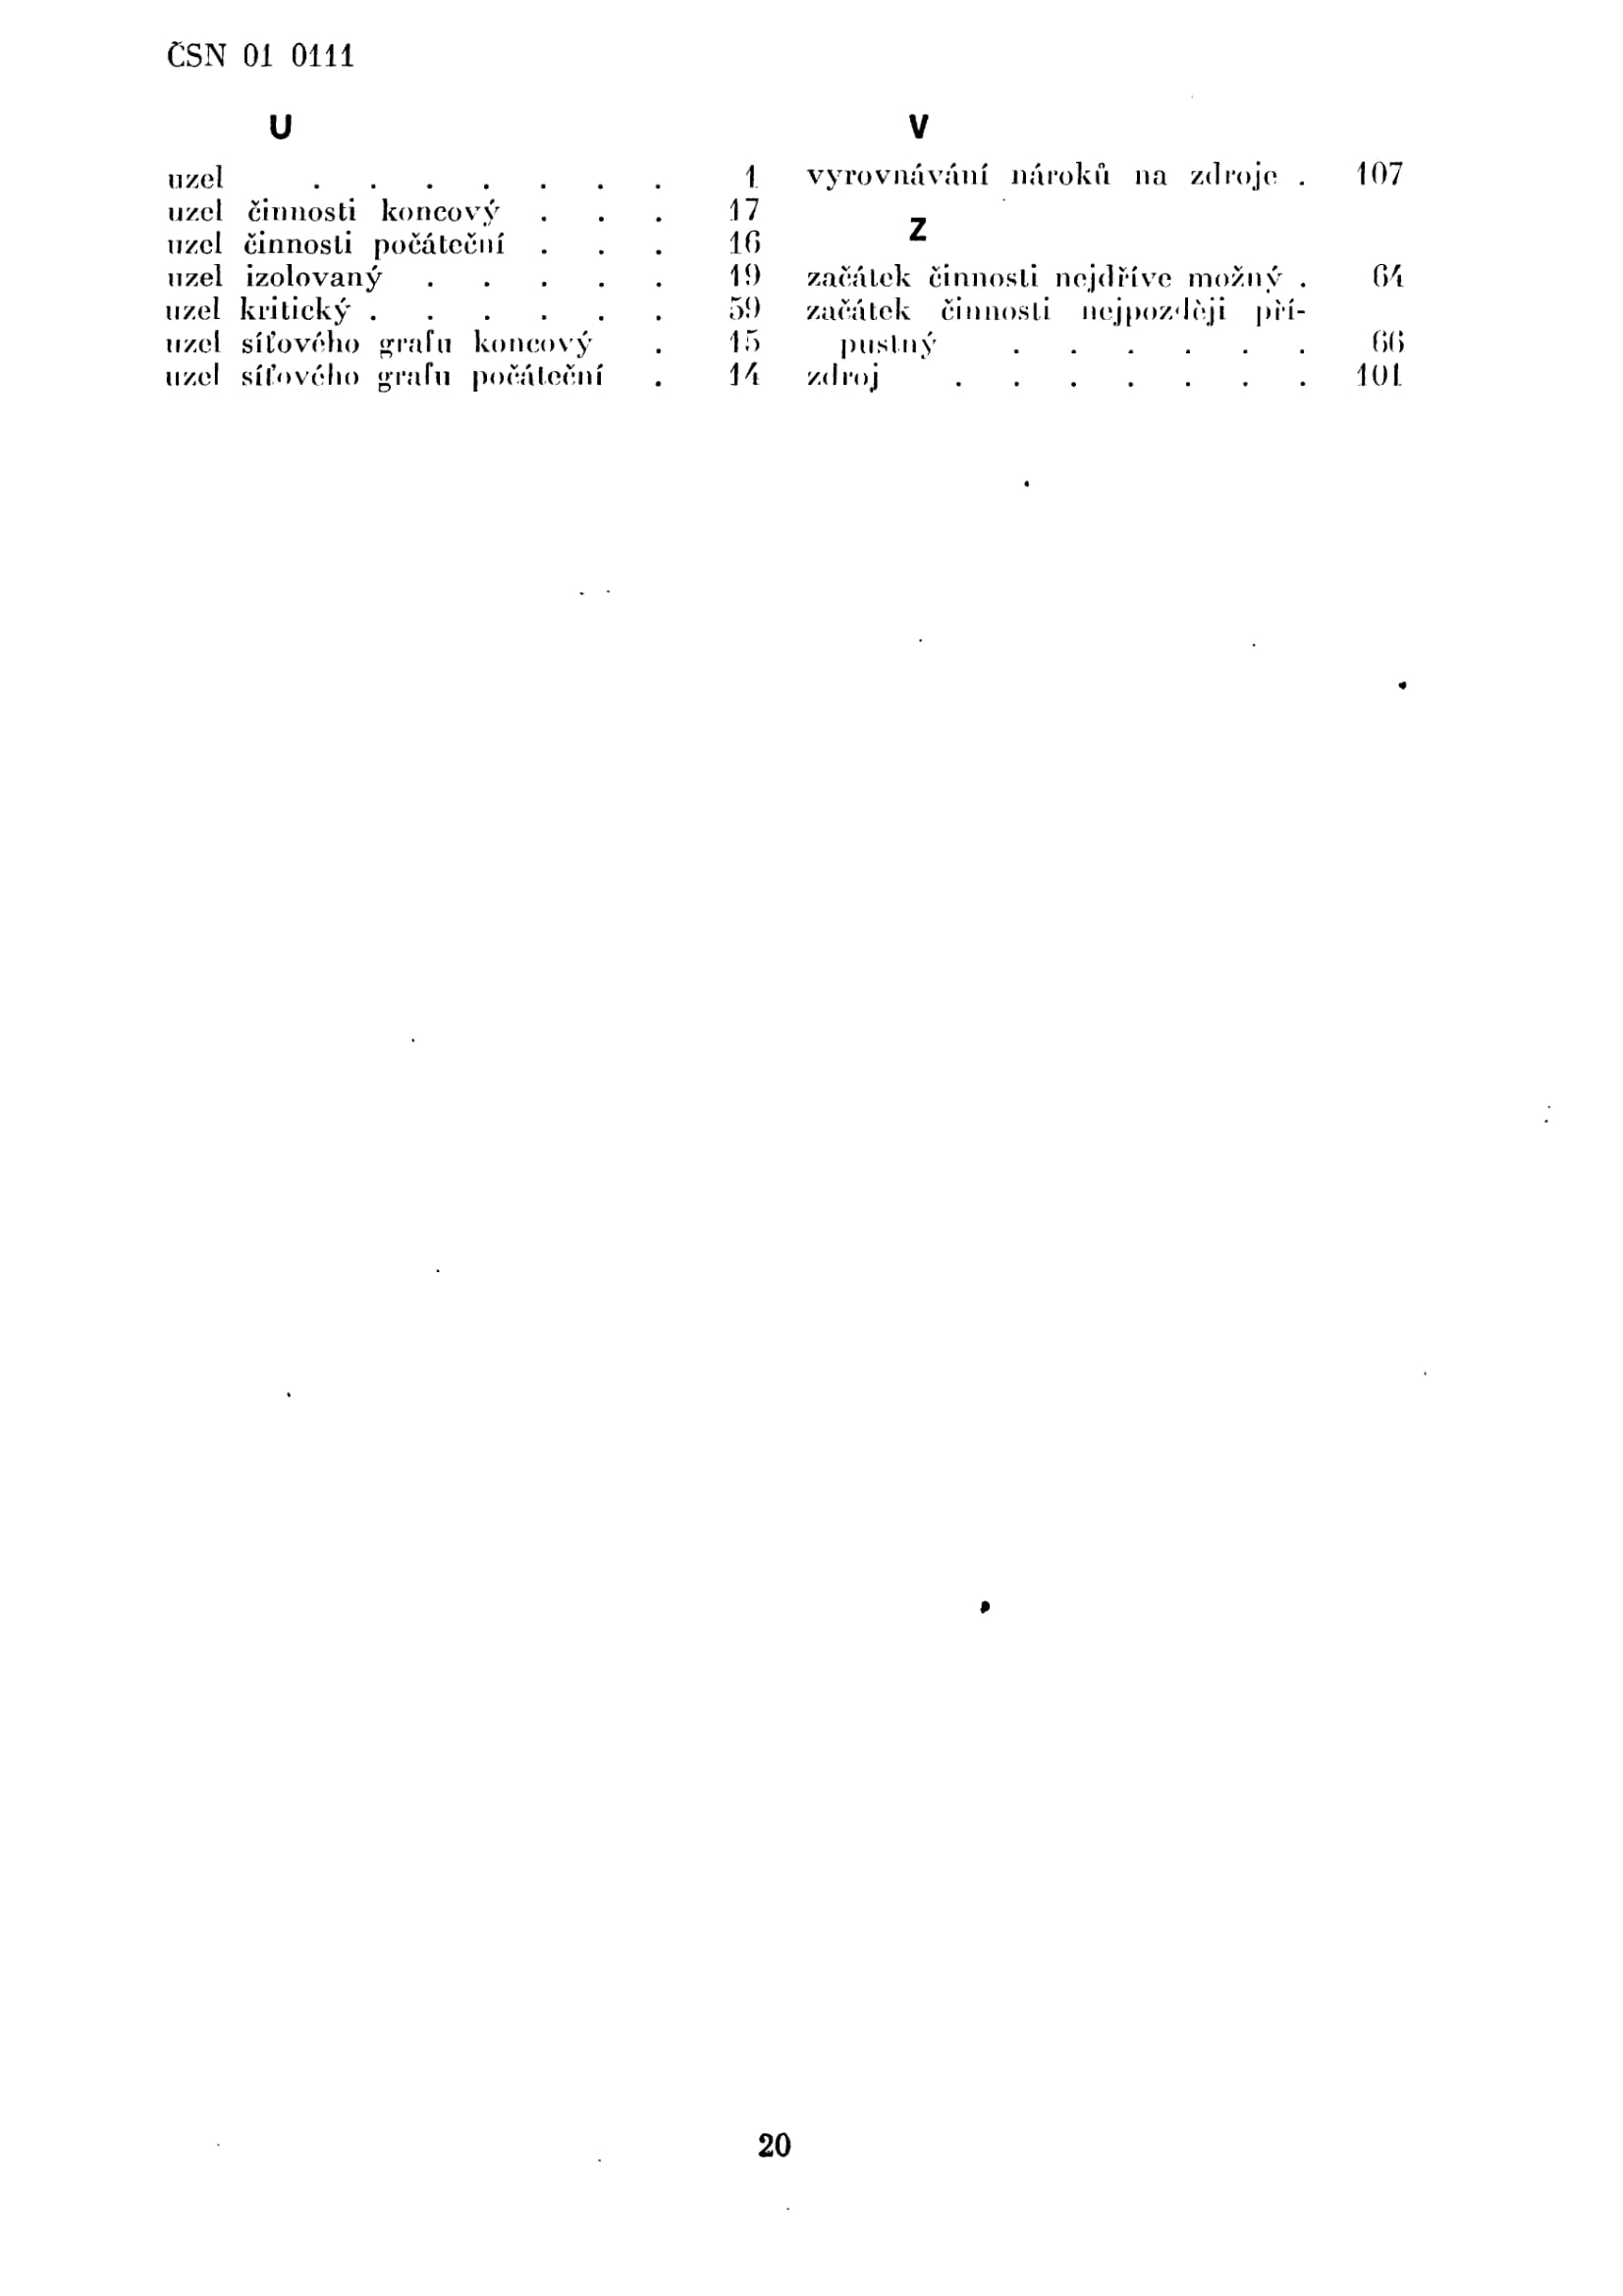 ČSN 01 0111
U
uzel . . . . . . . 1
uzel činnosti koncový . . . 17
uzel činnosti počáteční . . . 16
uzel izolovaný . . . . . 19
uzel kritický . . . . . . 59
uzel síťového grafu koncový . 15
uzel síťového grafu počáteční . 14
V
vyrovnávání nároků na zdroje . 107
Z
začátek činnosti nejdříve možný . 64
začátek činnosti nejpozději pří-
pustný . . . . . . 66
zdroj . . . . . . . 101
20